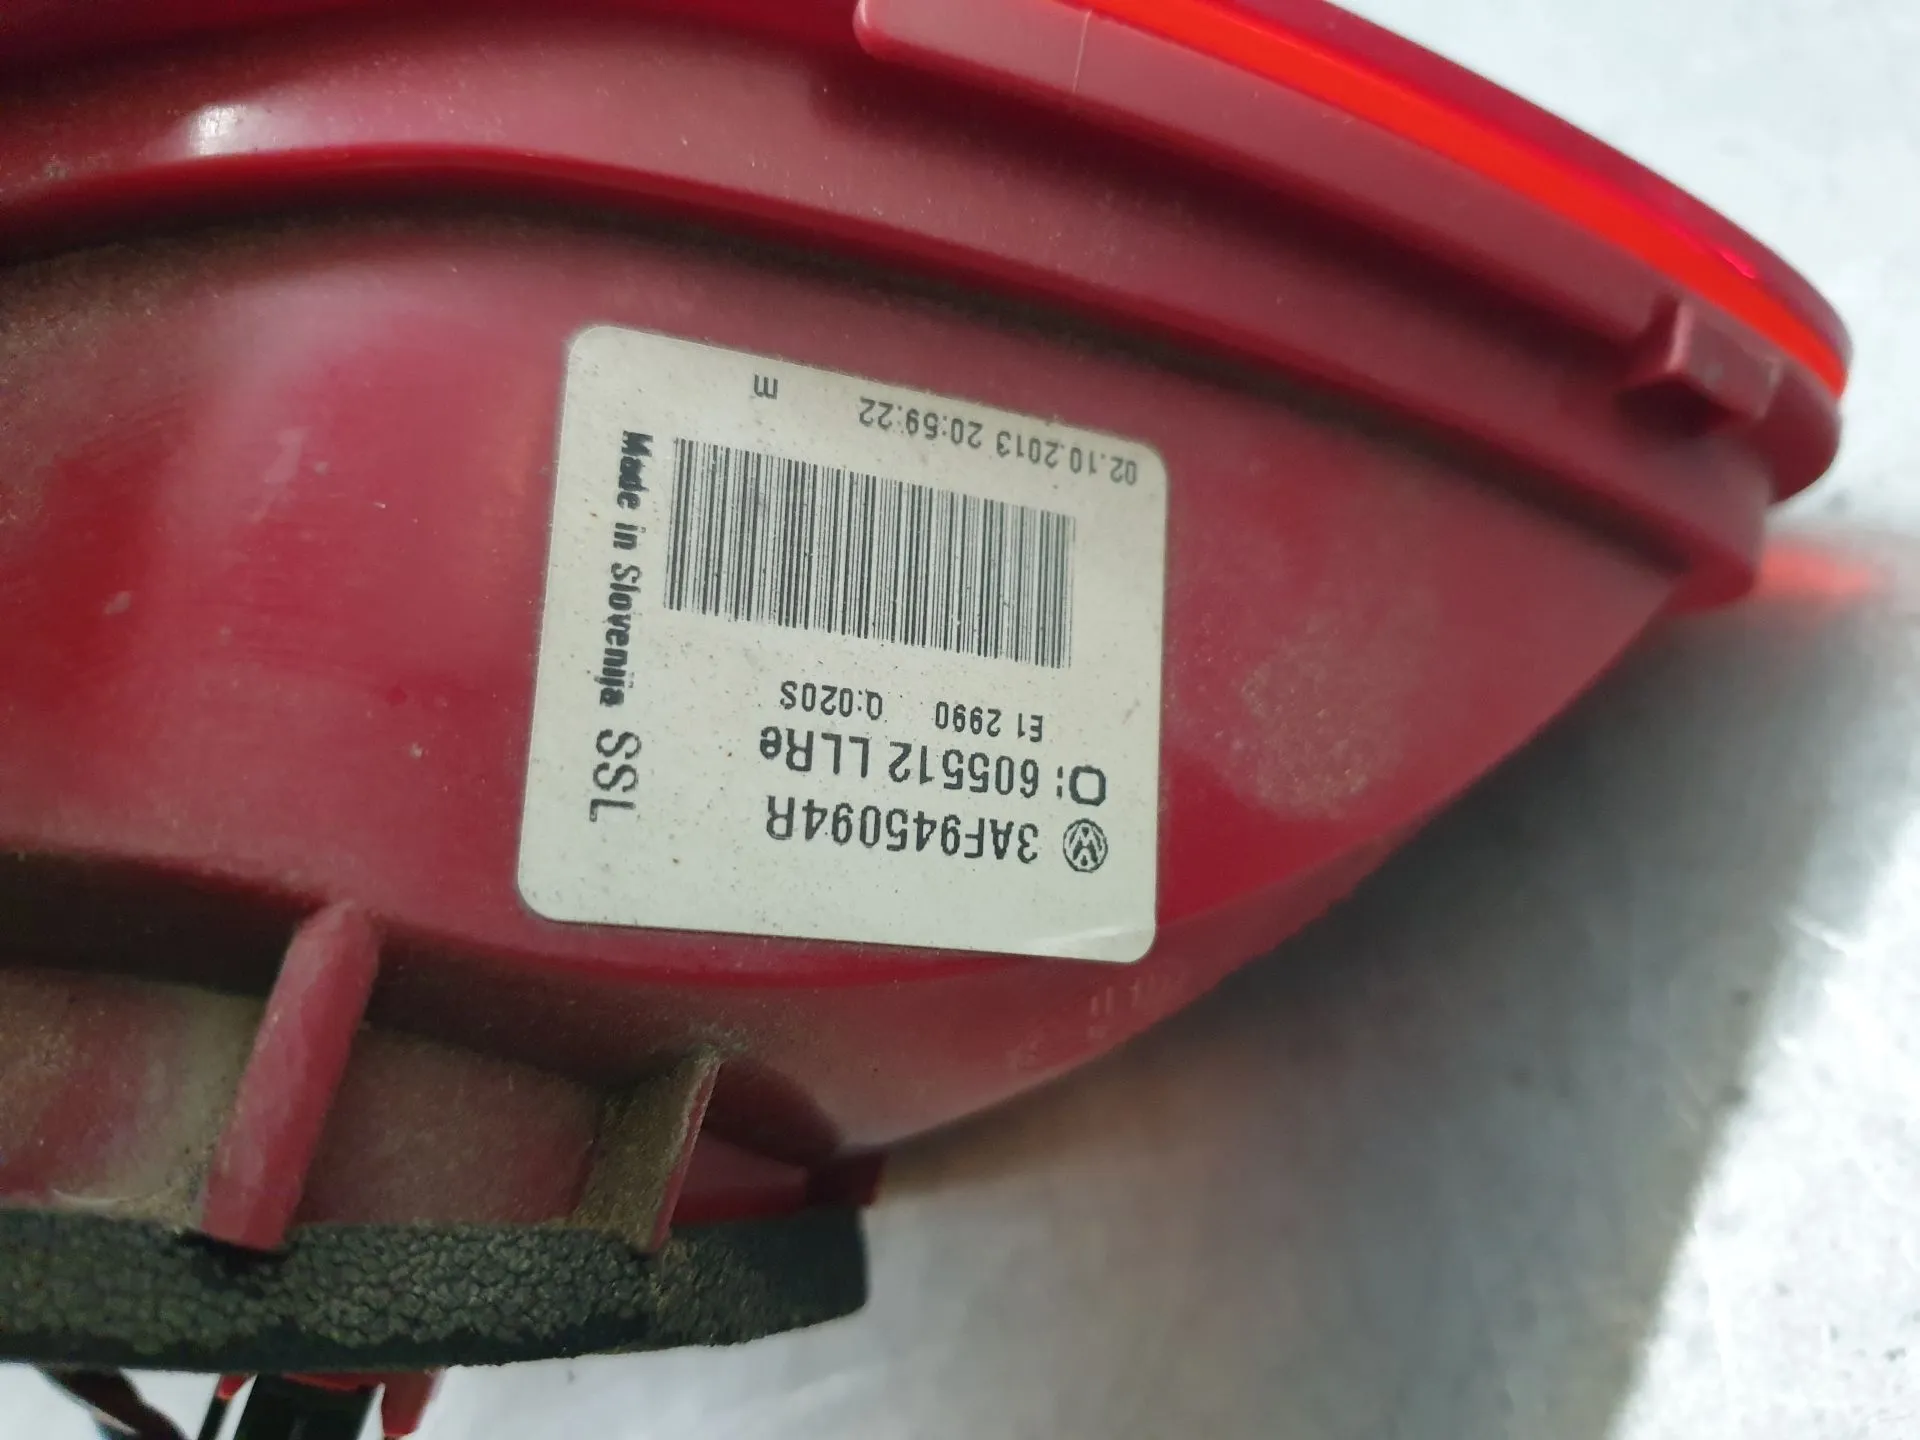 3AF945094R
O: 605512 LLRe
E1 2990 Q:020S
02.10.2013 20:59:22 m
Made in Slovenija SSL